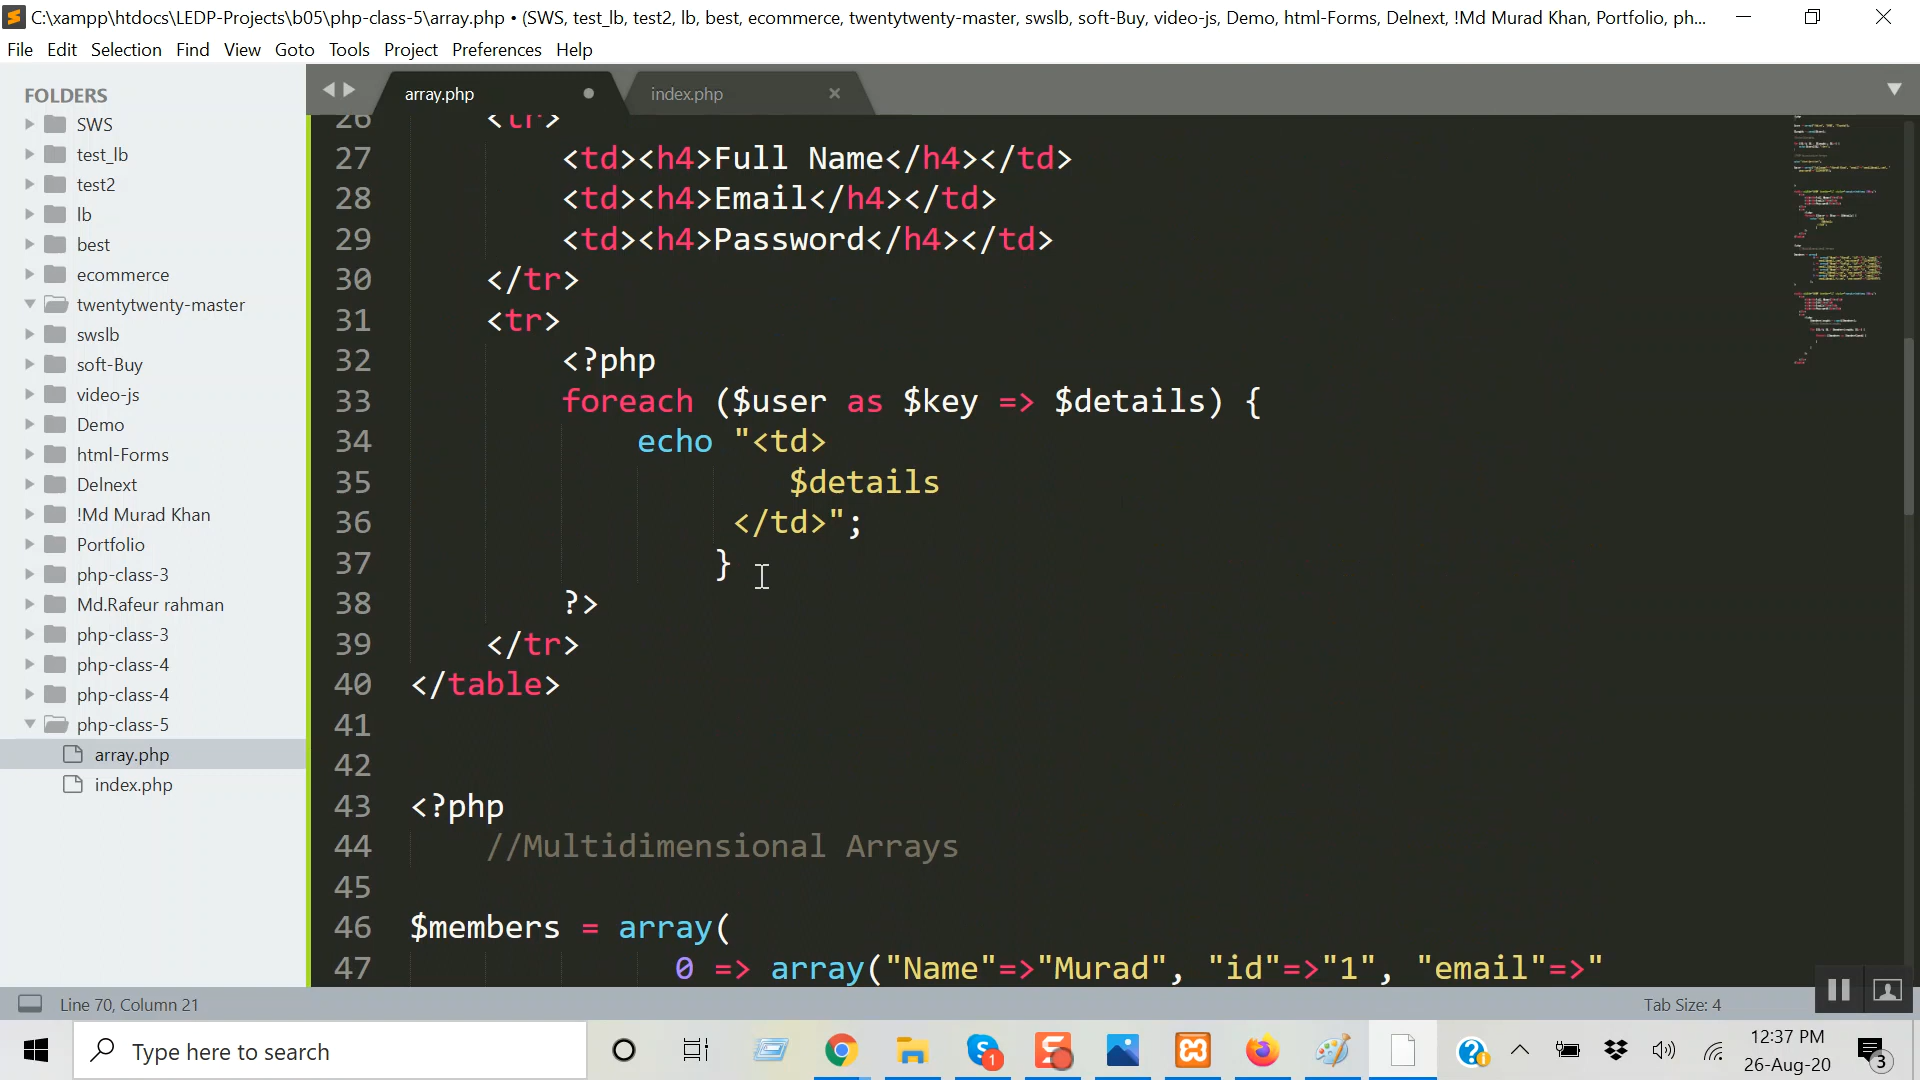 C:\xampp\htdocs\LEDP-Projects\b05\php-class-5\array.php • (SWS, test_lb, test2, lb, best, ecommerce, twentytwenty-master, swslb, soft-Buy, video-js, Demo, html-Forms, Delnext, !Md Murad Khan, Portfolio, ph...
File Edit Selection Find View Goto Tools Project Preferences Help
FOLDERS
SWS
test_lb
test2
lb
best
ecommerce
twentytwenty-master
swslb
soft-Buy
video-js
Demo
html-Forms
Delnext
!Md Murad Khan
Portfolio
php-class-3
Md.Rafeur rahman
php-class-3
php-class-4
php-class-4
php-class-5
array.php
index.php
array.php index.php
26 <tr>
27 <td><h4>Full Name</h4></td>
28 <td><h4>Email</h4></td>
29 <td><h4>Password</h4></td>
30 </tr>
31 <tr>
32 <?php
33 foreach ($user as $key => $details) {
34 echo "<td>
35 $details
36 </td>";
37 }
38 ?>
39 </tr>
40 </table>
41
42
43 <?php
44 //Multidimensional Arrays
45
46 $members = array(
47 0 => array("Name"=>"Murad", "id"=>"1", "email"=>"
Line 70, Column 21 Tab Size: 4
Type here to search
1
12:37 PM
26-Aug-20
3